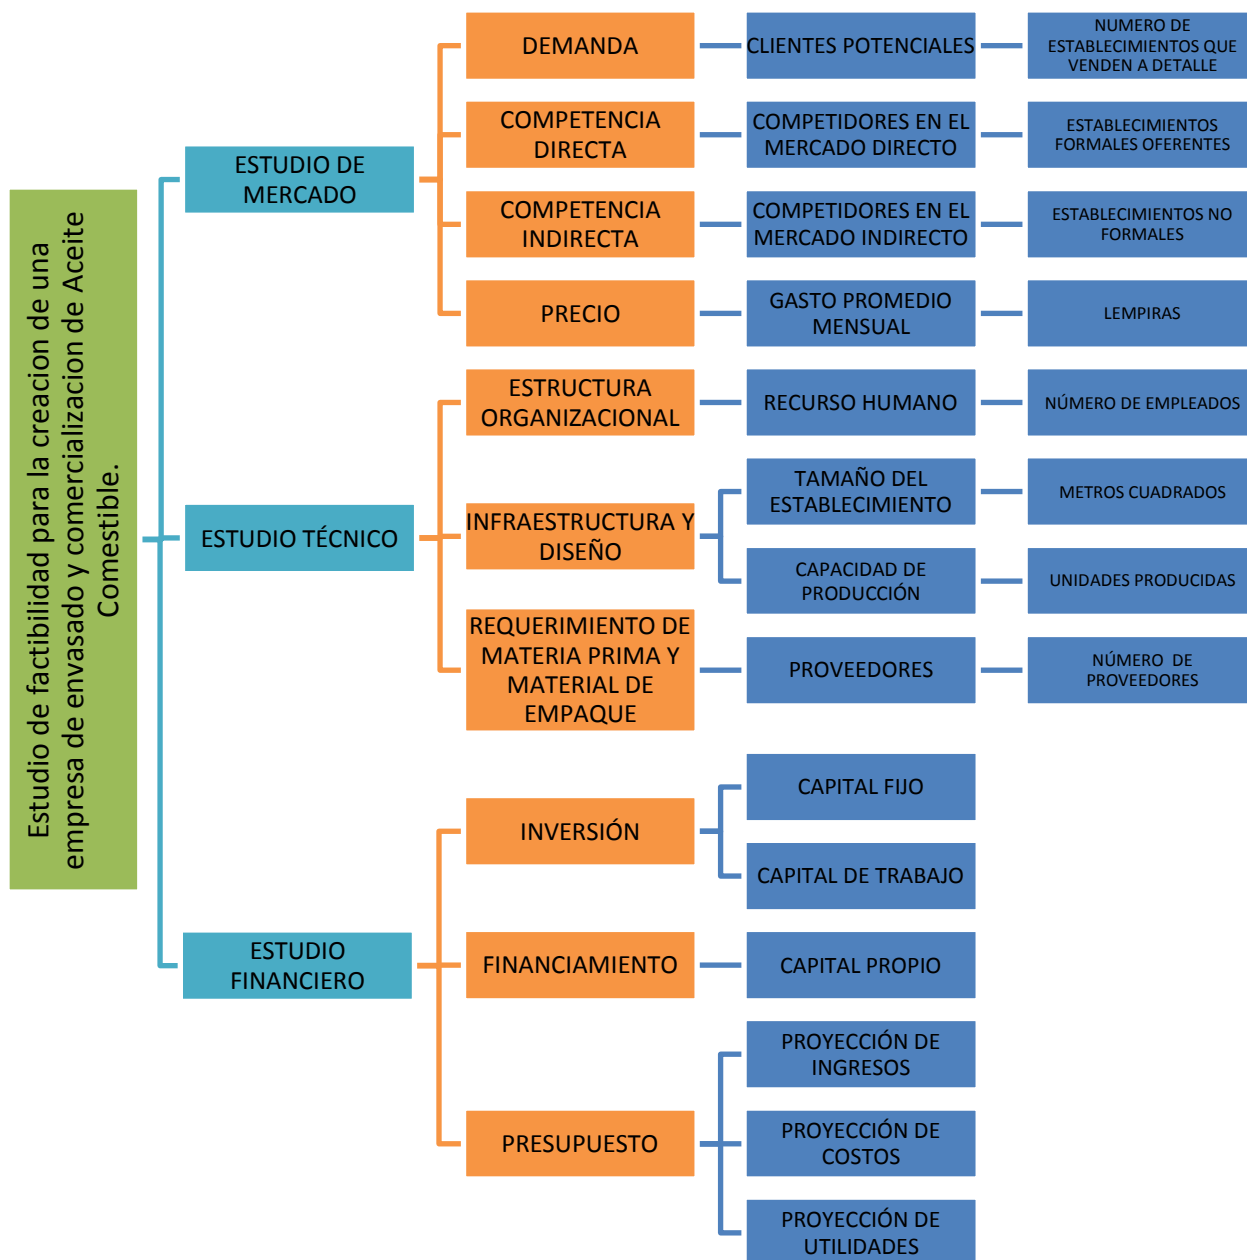 Estudio de factibilidad para la creacion de una
empresa de envasado y comercializacion de Aceite
Comestible.
ESTUDIO DE
MERCADO
DEMANDA
CLIENTES POTENCIALES
NUMERO DE
ESTABLECIMIENTOS QUE
VENDEN A DETALLE
COMPETENCIA
DIRECTA
COMPETIDORES EN EL
MERCADO DIRECTO
ESTABLECIMIENTOS
FORMALES OFERENTES
COMPETENCIA
INDIRECTA
COMPETIDORES EN EL
MERCADO INDIRECTO
ESTABLECIMIENTOS NO
FORMALES
PRECIO
GASTO PROMEDIO
MENSUAL
LEMPIRAS
ESTUDIO TÉCNICO
ESTRUCTURA
ORGANIZACIONAL
RECURSO HUMANO
NÚMERO DE EMPLEADOS
INFRAESTRUCTURA Y
DISEÑO
TAMAÑO DEL
ESTABLECIMIENTO
METROS CUADRADOS
CAPACIDAD DE
PRODUCCIÓN
UNIDADES PRODUCIDAS
REQUERIMIENTO DE
MATERIA PRIMA Y
MATERIAL DE
EMPAQUE
PROVEEDORES
NÚMERO DE
PROVEEDORES
ESTUDIO
FINANCIERO
INVERSIÓN
CAPITAL FIJO
CAPITAL DE TRABAJO
FINANCIAMIENTO
CAPITAL PROPIO
PRESUPUESTO
PROYECCIÓN DE
INGRESOS
PROYECCIÓN DE
COSTOS
PROYECCIÓN DE
UTILIDADES